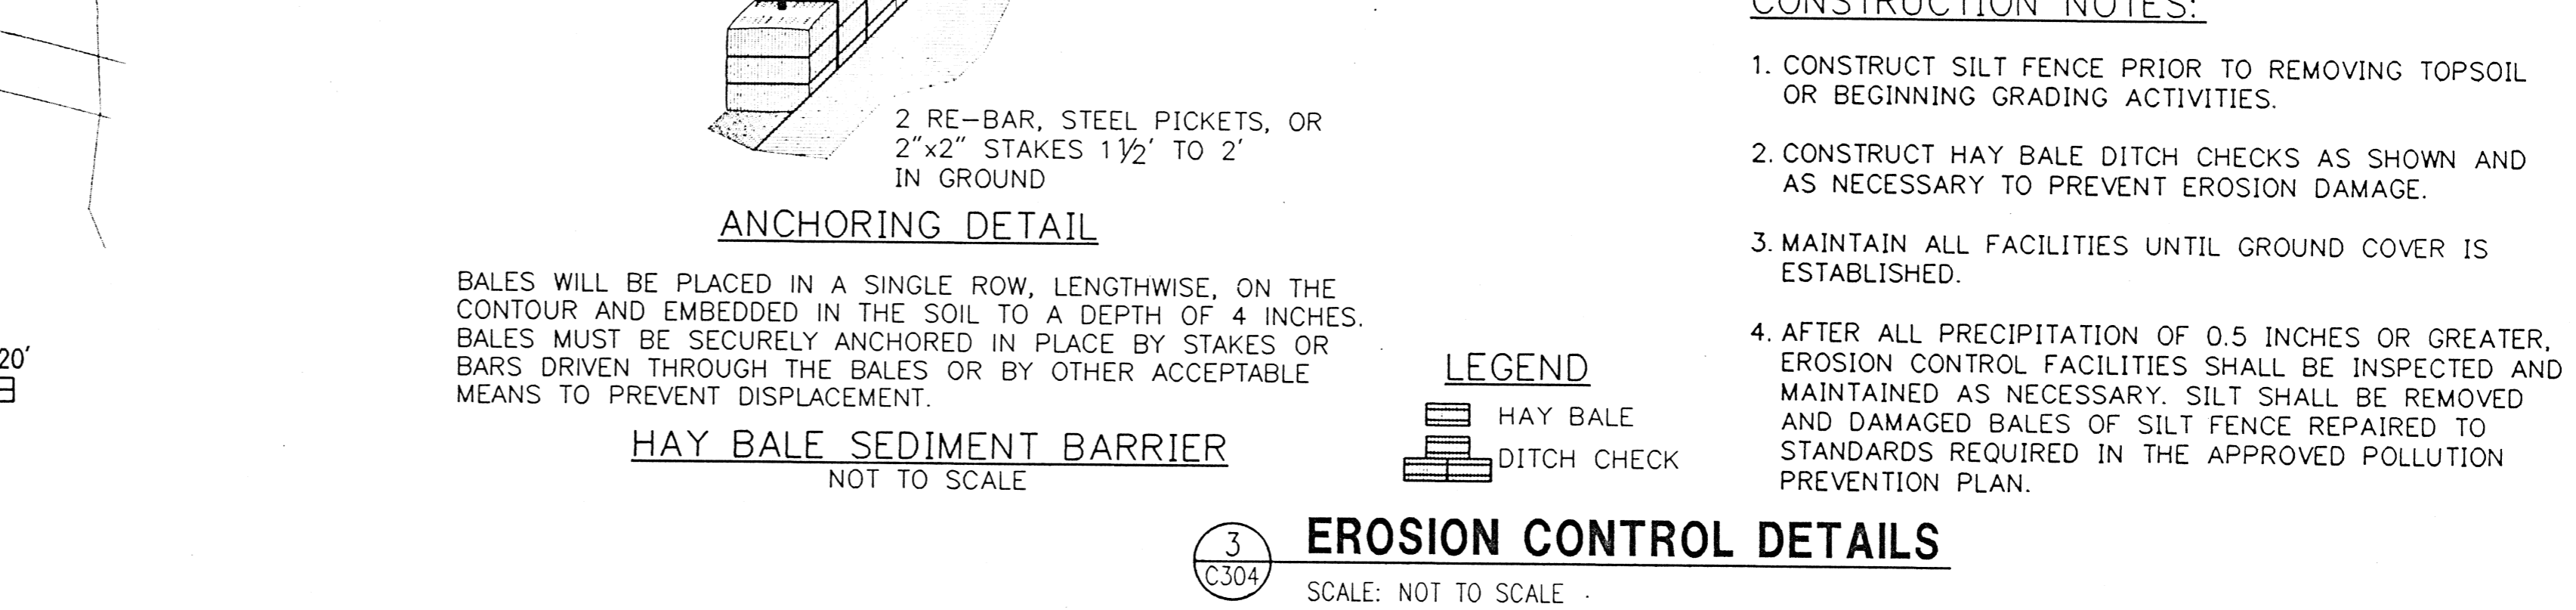 2 RE-BAR, STEEL PICKETS, OR
2"x2" STAKES 1½' TO 2'
IN GROUND
ANCHORING DETAIL
BALES WILL BE PLACED IN A SINGLE ROW, LENGTHWISE, ON THE
CONTOUR AND EMBEDDED IN THE SOIL TO A DEPTH OF 4 INCHES.
BALES MUST BE SECURELY ANCHORED IN PLACE BY STAKES OR
BARS DRIVEN THROUGH THE BALES OR BY OTHER ACCEPTABLE
MEANS TO PREVENT DISPLACEMENT.
HAY BALE SEDIMENT BARRIER
NOT TO SCALE
20'
LEGEND
HAY BALE
DITCH CHECK
CONSTRUCTION NOTES:
1. CONSTRUCT SILT FENCE PRIOR TO REMOVING TOPSOIL
OR BEGINNING GRADING ACTIVITIES.
2. CONSTRUCT HAY BALE DITCH CHECKS AS SHOWN AND
AS NECESSARY TO PREVENT EROSION DAMAGE.
3. MAINTAIN ALL FACILITIES UNTIL GROUND COVER IS
ESTABLISHED.
4. AFTER ALL PRECIPITATION OF 0.5 INCHES OR GREATER,
EROSION CONTROL FACILITIES SHALL BE INSPECTED AND
MAINTAINED AS NECESSARY. SILT SHALL BE REMOVED
AND DAMAGED BALES OF SILT FENCE REPAIRED TO
STANDARDS REQUIRED IN THE APPROVED POLLUTION
PREVENTION PLAN.
3
C304
EROSION CONTROL DETAILS
SCALE: NOT TO SCALE